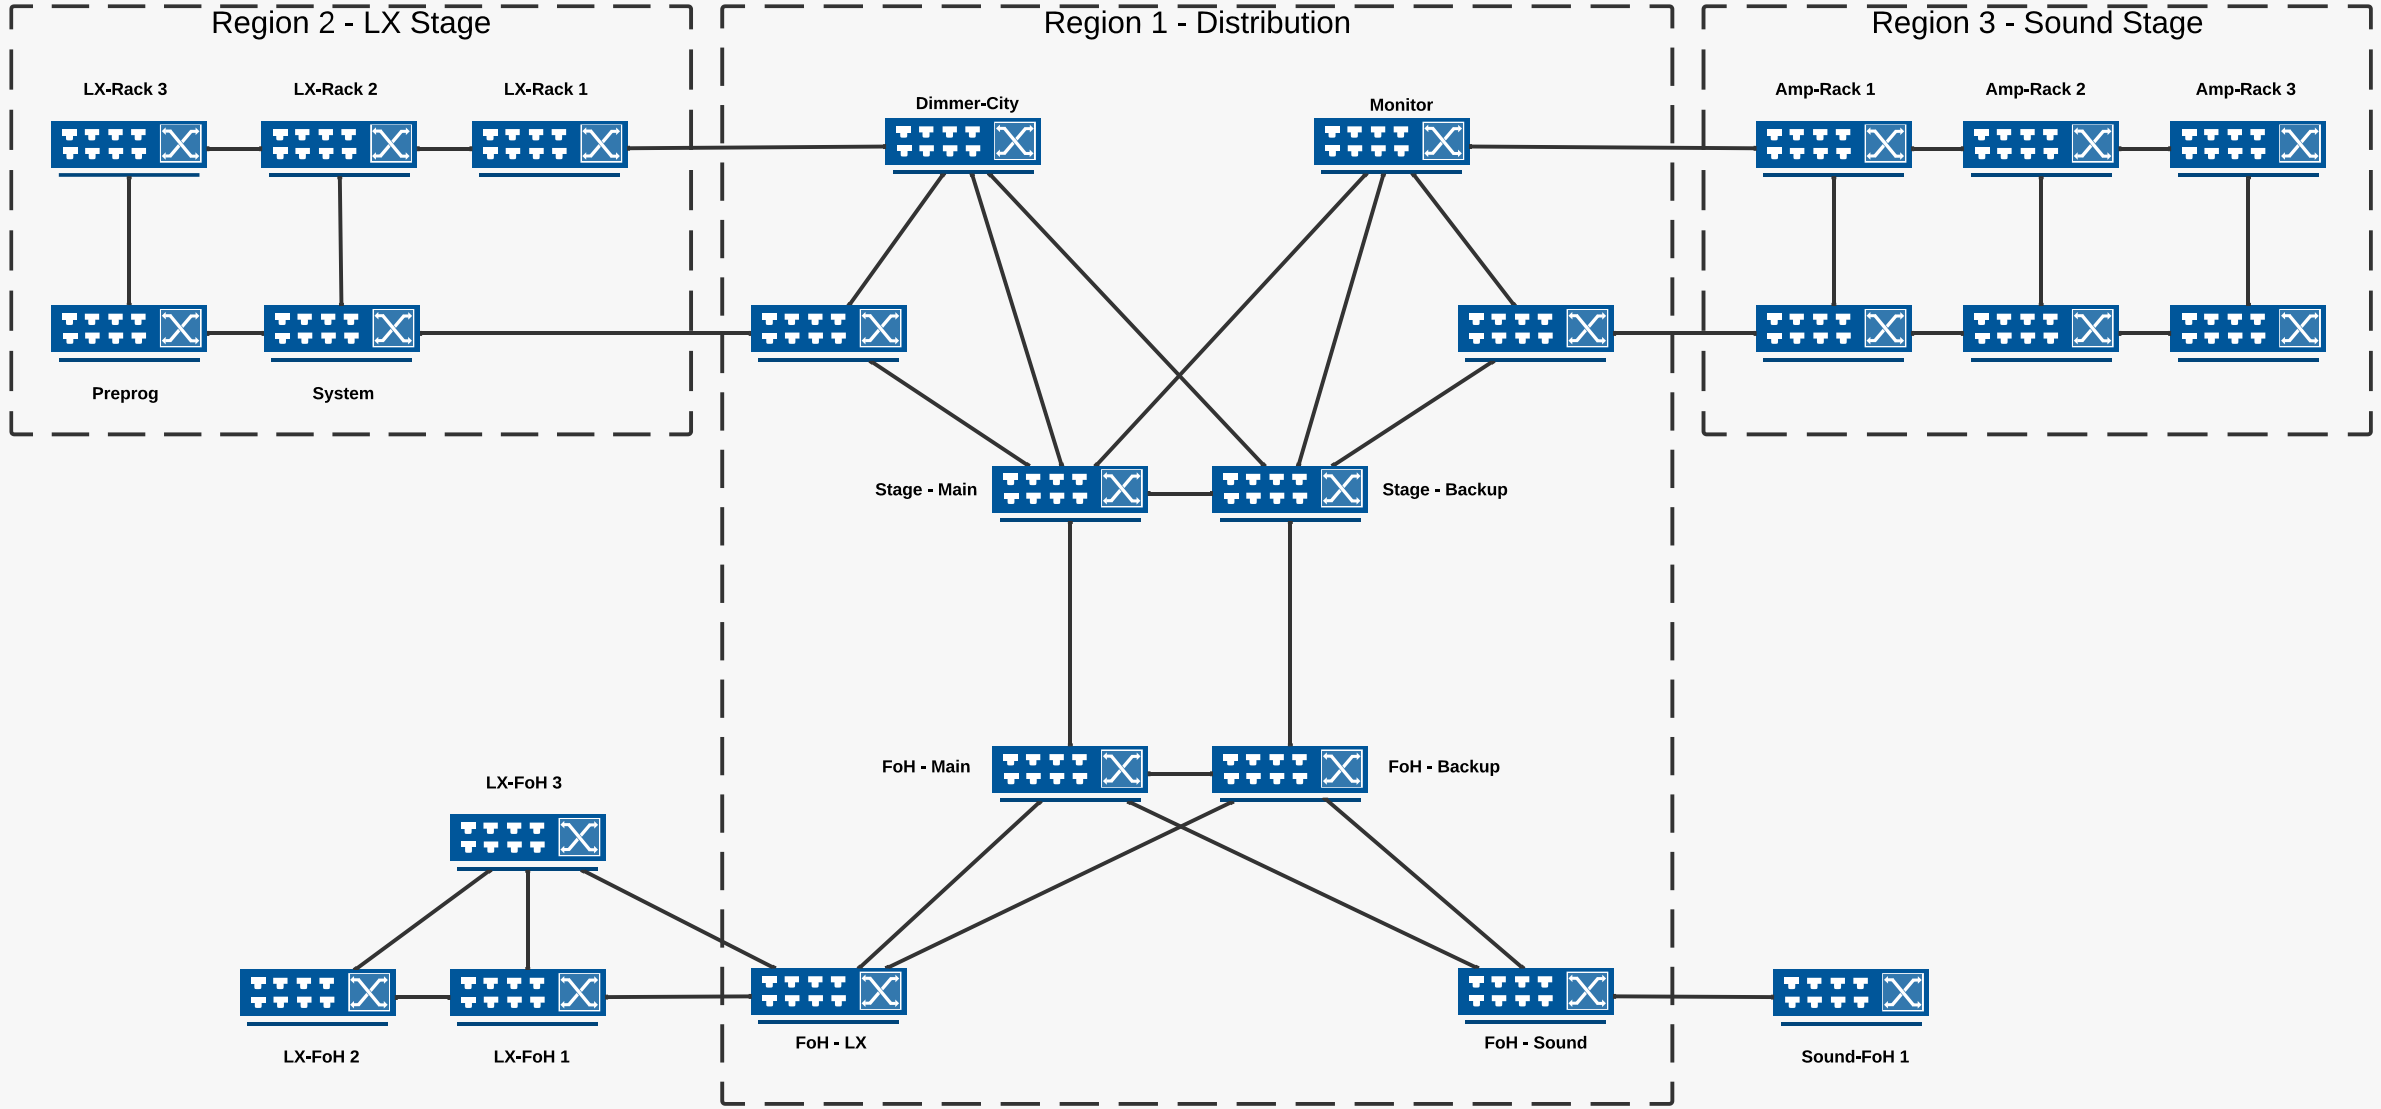 Region 2 - LX Stage
Region 1 - Distribution
Region 3 - Sound Stage
LX-Rack 3
LX-Rack 2
LX-Rack 1
Dimmer-City
Monitor
Amp-Rack 1
Amp-Rack 2
Amp-Rack 3
Preprog
System
Stage - Main
Stage - Backup
FoH - Main
FoH - Backup
LX-FoH 3
LX-FoH 2
LX-FoH 1
FoH - LX
FoH - Sound
Sound-FoH 1